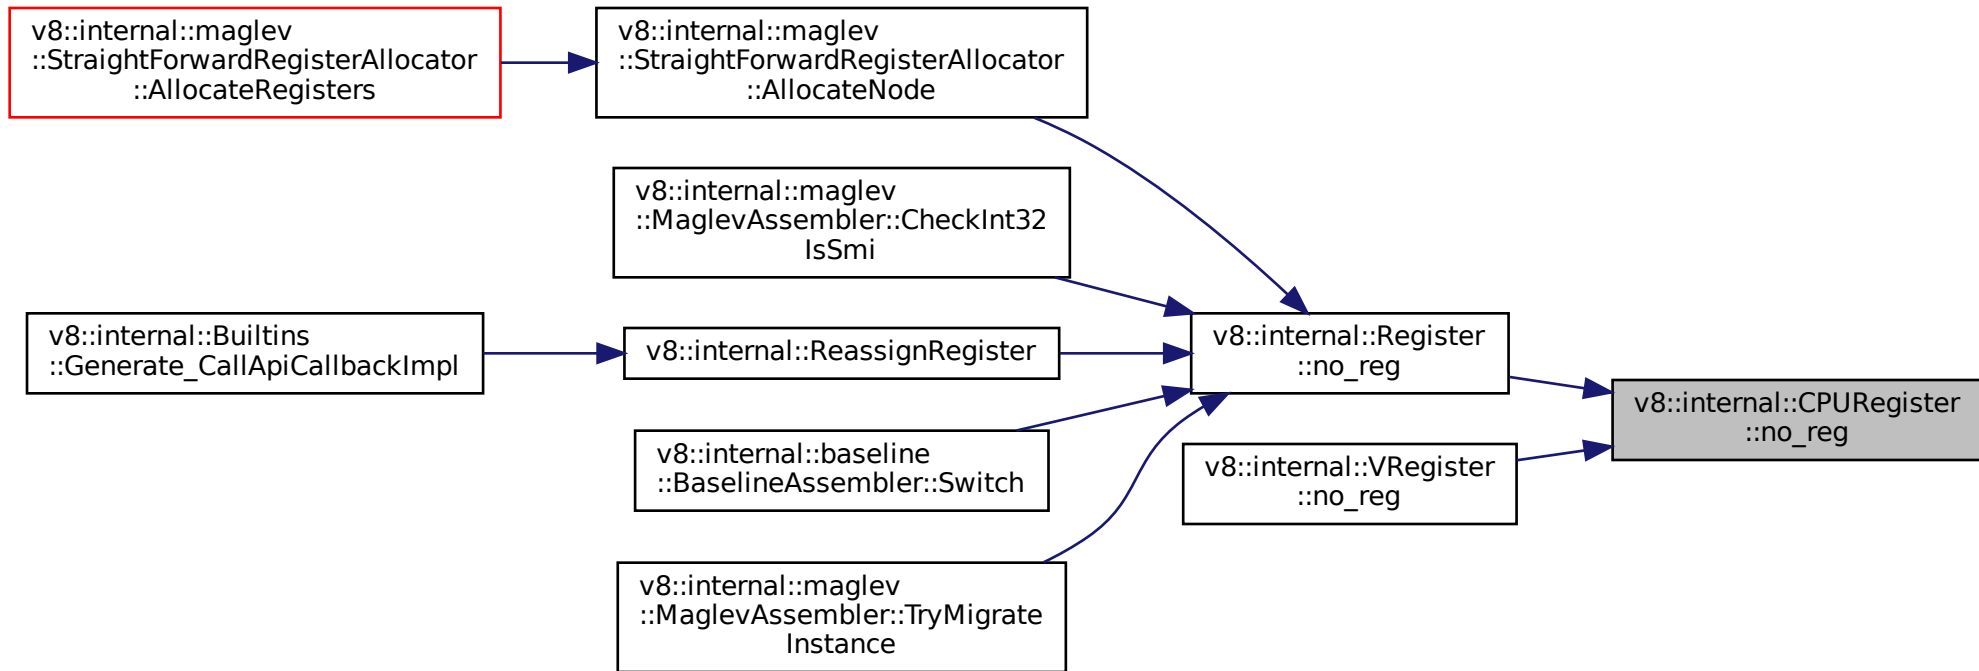 v8::internal::maglev
::StraightForwardRegisterAllocator
::AllocateRegisters
v8::internal::maglev
::StraightForwardRegisterAllocator
::AllocateNode
v8::internal::maglev
::MaglevAssembler::CheckInt32
IsSmi
v8::internal::Builtins
::Generate_CallApiCallbackImpl
v8::internal::ReassignRegister
v8::internal::Register
::no_reg
v8::internal::CPURegister
::no_reg
v8::internal::baseline
::BaselineAssembler::Switch
v8::internal::VRegister
::no_reg
v8::internal::maglev
::MaglevAssembler::TryMigrate
Instance